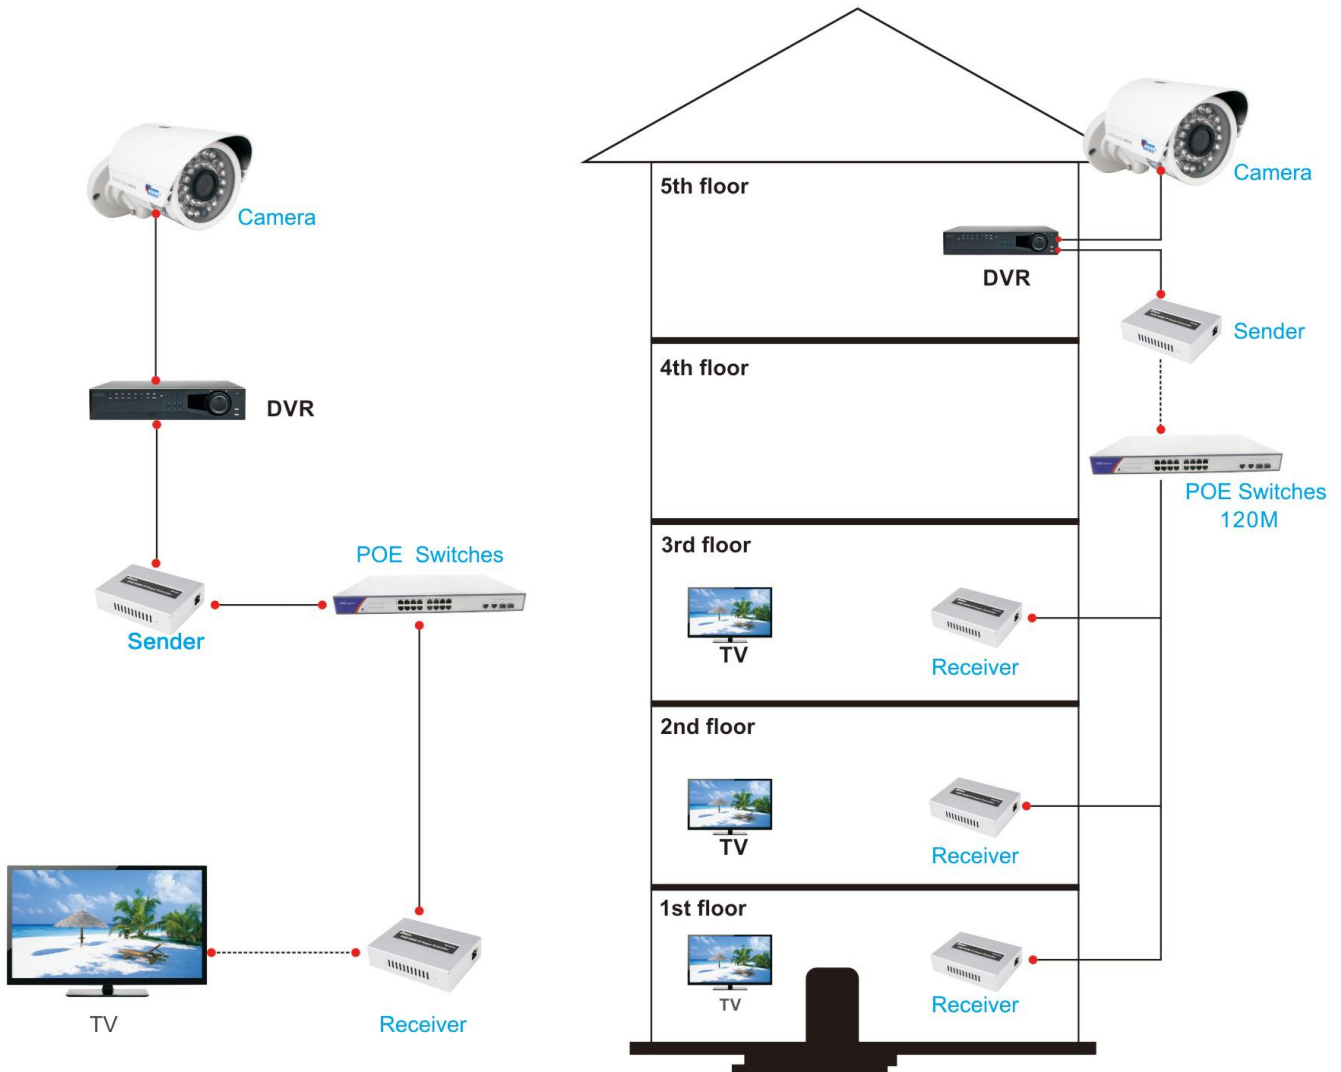 Camera
DVR
POE Switches
Sender
TV
Receiver
5th floor
Camera
DVR
Sender
4th floor
POE Switches
120M
3rd floor
TV
Receiver
2nd floor
TV
Receiver
1st floor
TV
Receiver